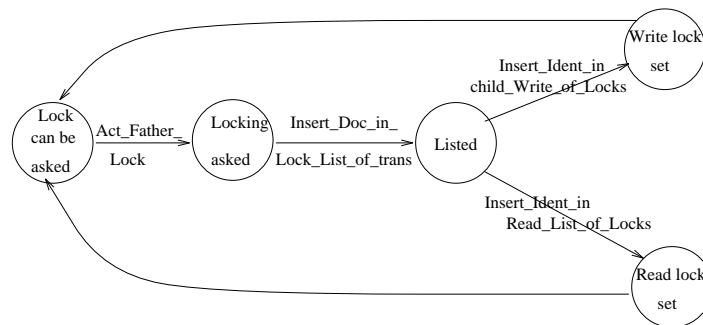 Write lock
set
Insert_Ident_in
child_Write_of_Locks
Lock
can be
asked
Act_Father_
Lock
Locking
asked
Insert_Doc_in_
Lock_List_of_trans
Listed
Insert_Ident_in
Read_List_of_Locks
Read lock
set